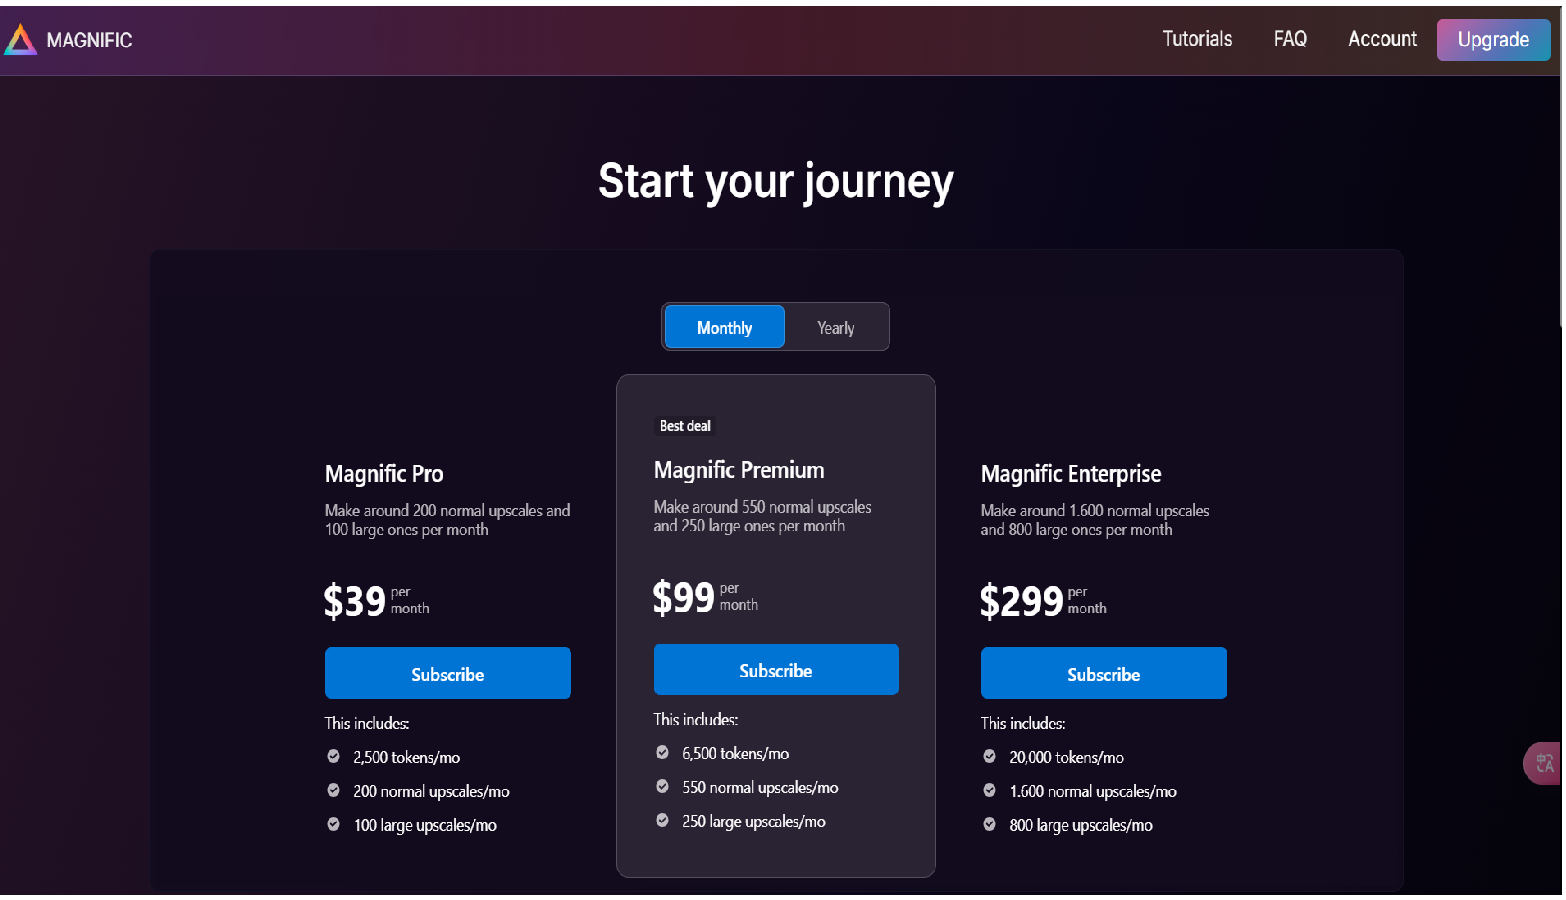 MAGNIFIC
Tutorials
FAQ
Account
Upgrade
Start your journey
Monthly
Yearly
Magnific Pro
Make around 200 normal upscales and
100 large ones per month
$39
per
month
Subscribe
This includes:
2,500 tokens/mo
200 normal upscales/mo
100 large upscales/mo
Best deal
Magnific Premium
Make around 550 normal upscales
and 250 large ones per month
$99
per
month
Subscribe
This includes:
6,500 tokens/mo
550 normal upscales/mo
250 large upscales/mo
Magnific Enterprise
Make around 1.600 normal upscales
and 800 large ones per month
$299
per
month
Subscribe
This includes:
20,000 tokens/mo
1.600 normal upscales/mo
800 large upscales/mo
中
A